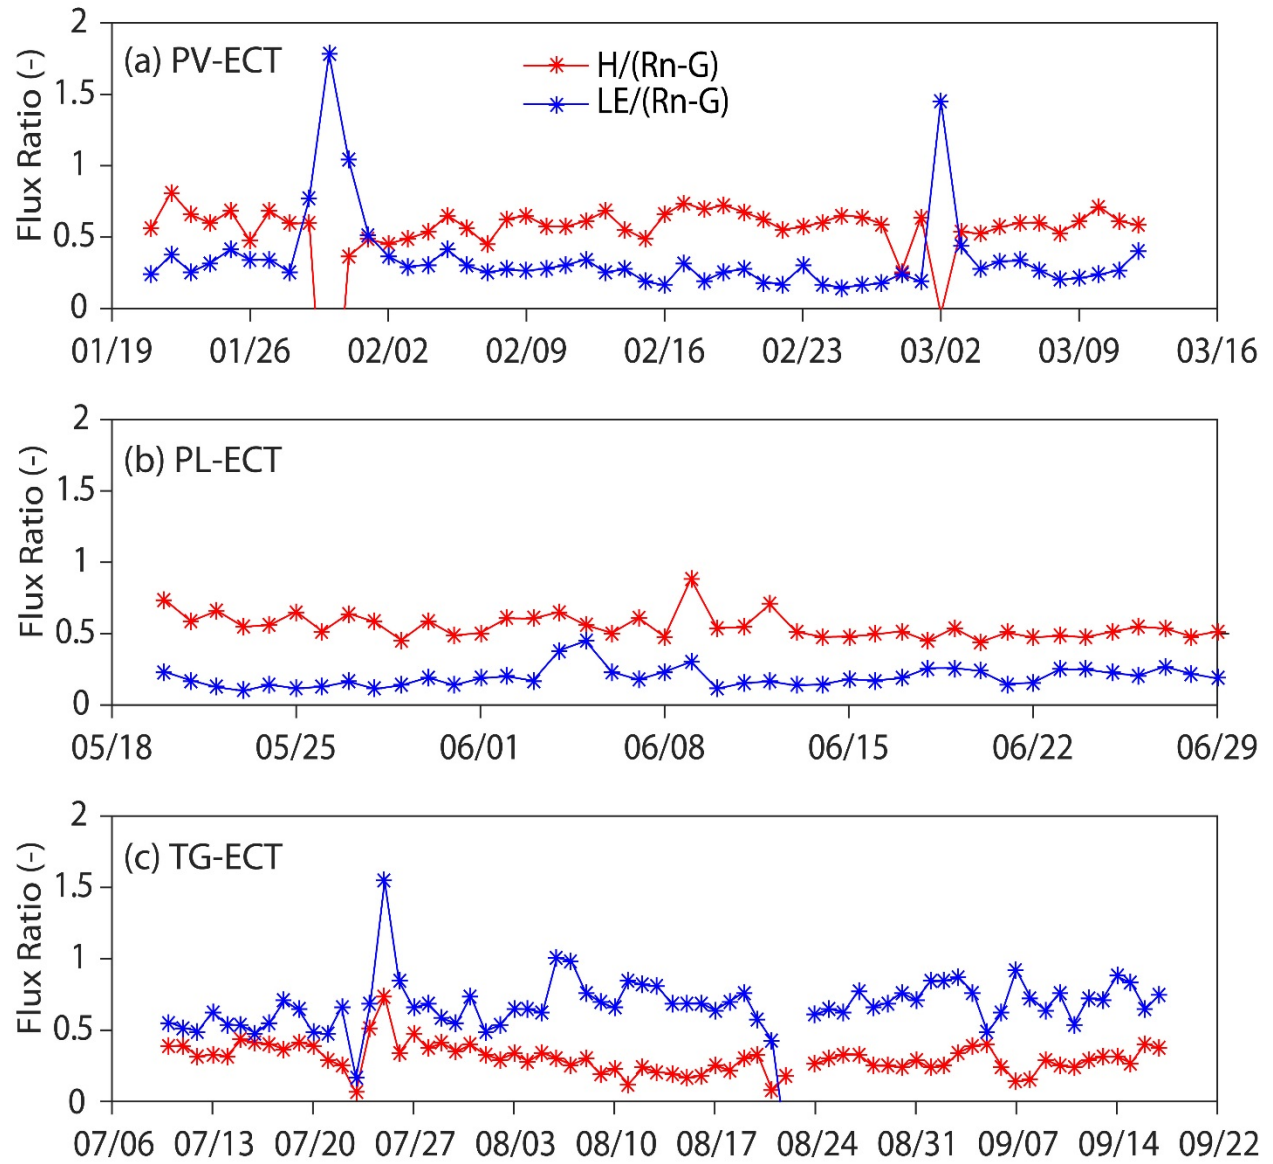 2
(a) PV-ECT
H/(Rn-G)
LE/(Rn-G)
1.5
1
0.5
0
Flux Ratio (-)
01/19 01/26 02/02 02/09 02/16 02/23 03/02 03/09 03/16
2
(b) PL-ECT
1.5
1
0.5
0
Flux Ratio (-)
05/18 05/25 06/01 06/08 06/15 06/22 06/29
2
(c) TG-ECT
1.5
1
0.5
0
Flux Ratio (-)
07/06 07/13 07/20 07/27 08/03 08/10 08/17 08/24 08/31 09/07 09/14 09/22